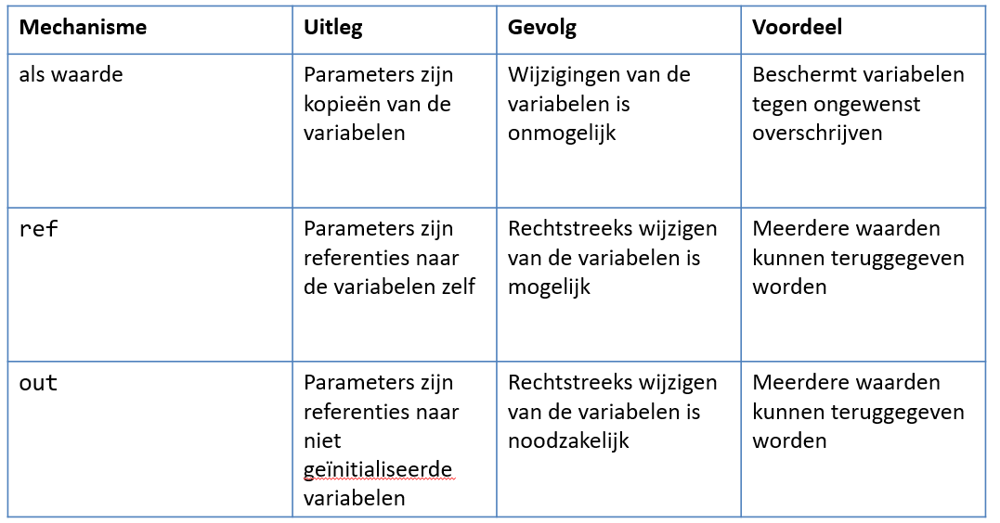 Mechanisme
Uitleg
Gevolg
Voordeel
als waarde
Parameters zijn
kopieën van de
variabelen
Wijzigingen van de
variabelen is
onmogelijk
Beschermt variabelen
tegen ongewenst
overschrijven
ref
Parameters zijn
referenties naar
de variabelen zelf
Rechtstreeks wijzigen
van de variabelen is
mogelijk
Meerdere waarden
kunnen teruggegeven
worden
out
Parameters zijn
referenties naar
niet
geïnitialiseerde
variabelen
Rechtstreeks wijzigen
van de variabelen is
noodzakelijk
Meerdere waarden
kunnen teruggegeven
worden